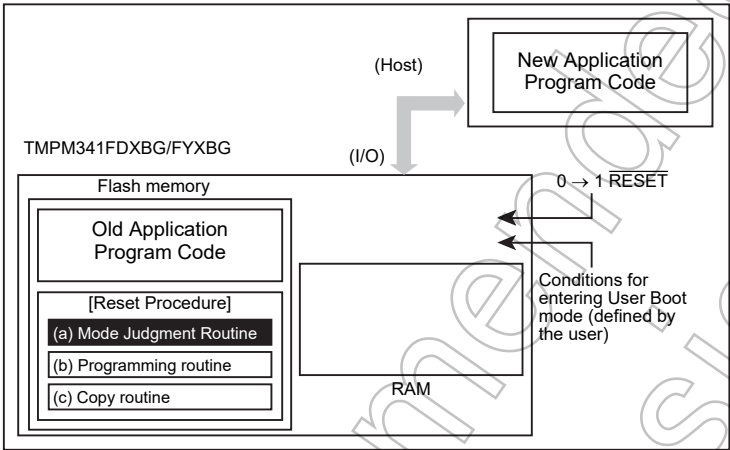 (Host)
New Application
Program Code
TMPM341FDXBG/FYXBG
(I/O)
Flash memory
0 → 1 RESET
Old Application
Program Code
[Reset Procedure]
(a) Mode Judgment Routine
(b) Programming routine
(c) Copy routine
RAM
Conditions for
entering User Boot
mode (defined by
the user)